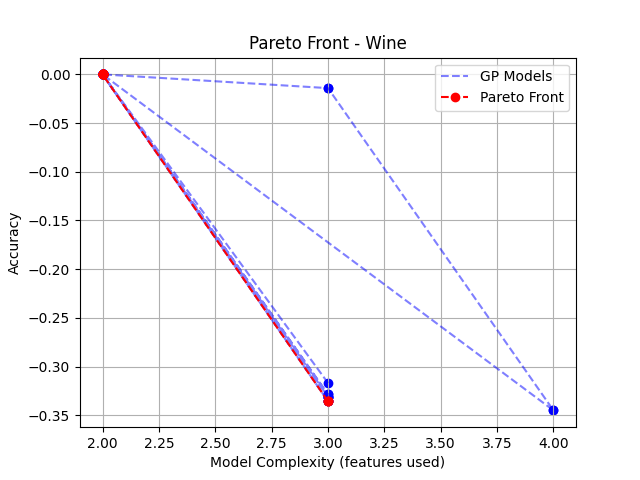 Pareto Front - Wine
GP Models
Pareto Front
0.00
−0.05
−0.10
−0.15
−0.20
−0.25
−0.30
−0.35
Accuracy
2.00 2.25 2.50 2.75 3.00 3.25 3.50 3.75 4.00
Model Complexity (features used)